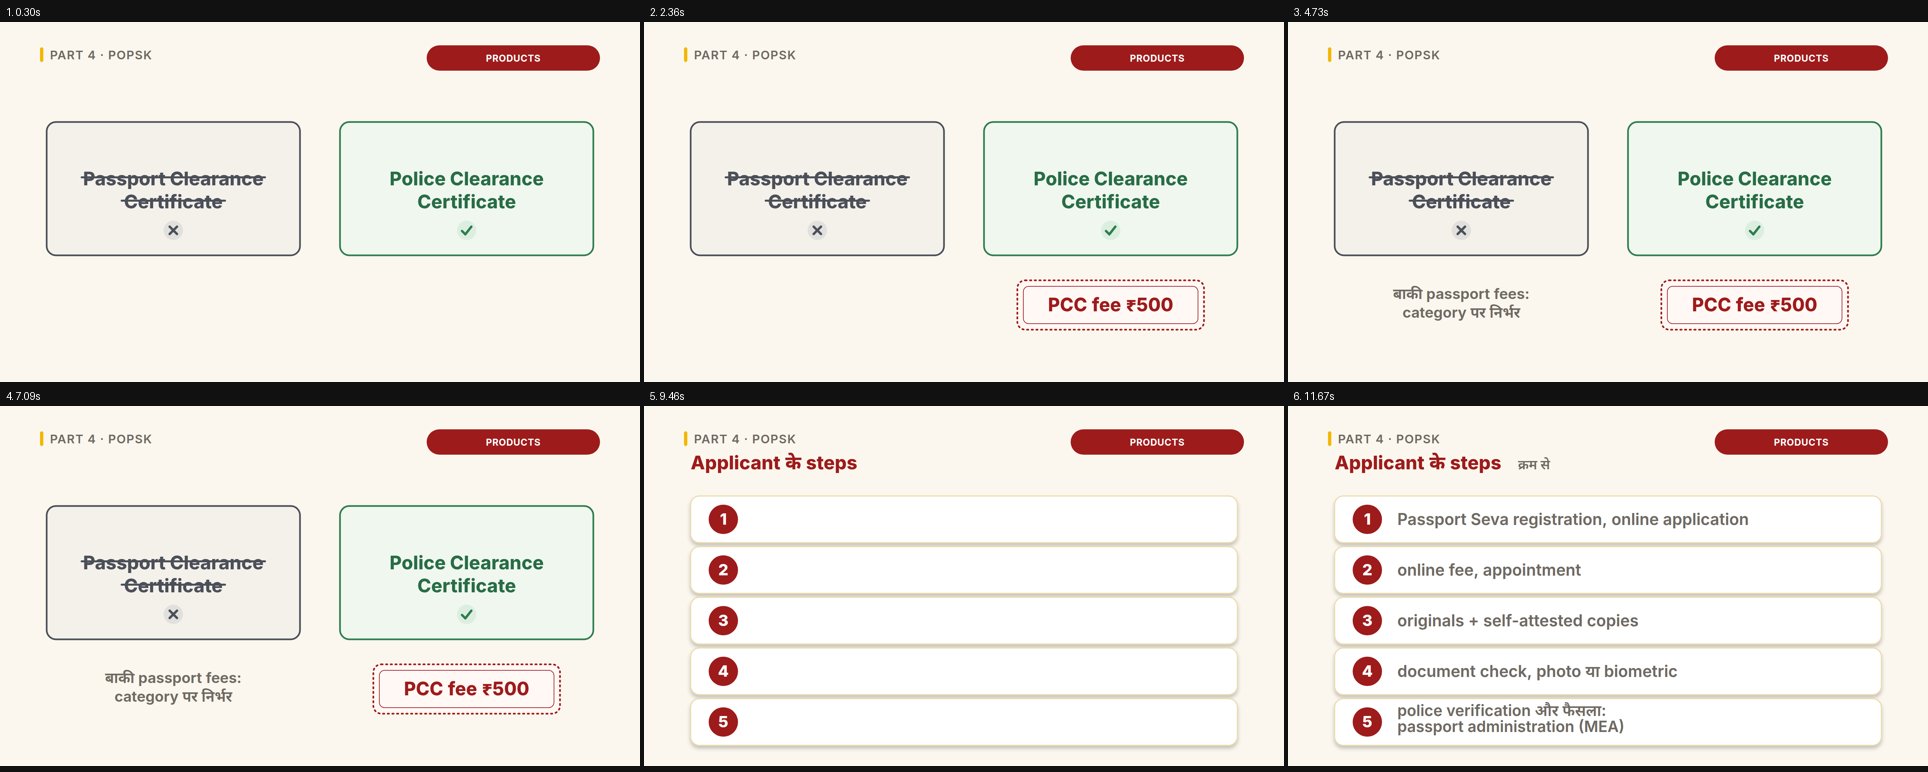 1. 0.30s
PART 4 · POPSK
PRODUCTS
Passport Clearance
Certificate
Police Clearance
Certificate
2. 2.36s
PART 4 · POPSK
PRODUCTS
Passport Clearance
Certificate
Police Clearance
Certificate
PCC fee ₹500
3. 4.73s
PART 4 · POPSK
PRODUCTS
Passport Clearance
Certificate
Police Clearance
Certificate
बाकी passport fees:
category पर निर्भर
PCC fee ₹500
4. 7.09s
PART 4 · POPSK
PRODUCTS
Passport Clearance
Certificate
Police Clearance
Certificate
बाकी passport fees:
category पर निर्भर
PCC fee ₹500
5. 9.46s
PART 4 · POPSK
PRODUCTS
Applicant के steps
1
2
3
4
5
6. 11.67s
PART 4 · POPSK
PRODUCTS
Applicant के steps क्रम से
1 Passport Seva registration, online application
2 online fee, appointment
3 originals + self-attested copies
4 document check, photo या biometric
5 police verification और फैसला:
passport administration (MEA)